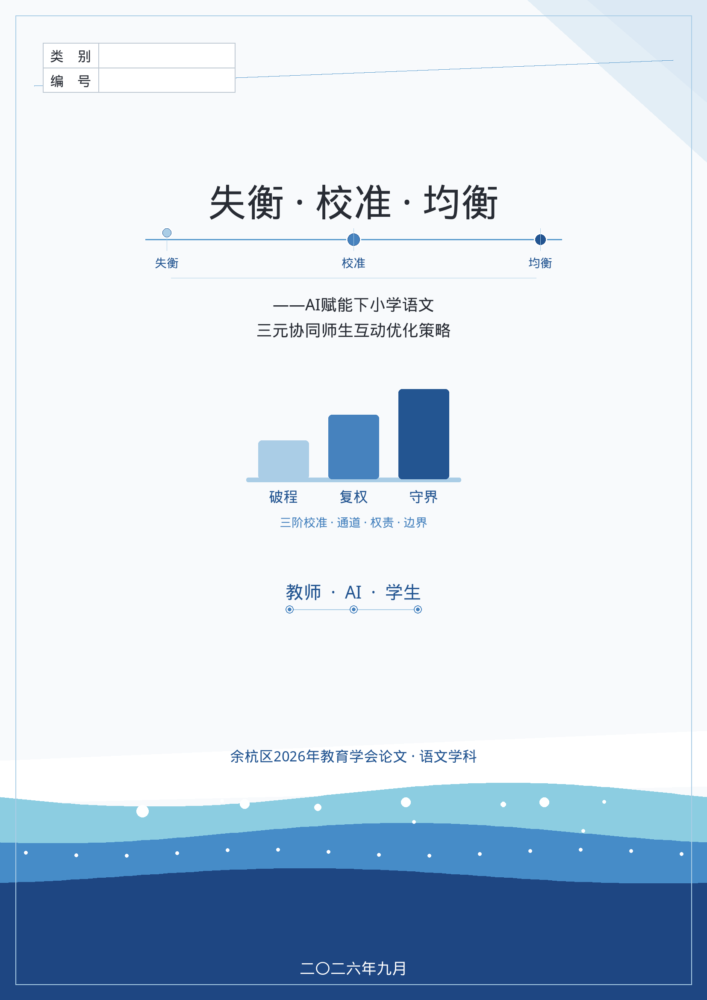 类 别
编 号
失衡 · 校准 · 均衡
失衡 校准 均衡
——AI赋能下小学语文
三元协同师生互动优化策略
破程 复权 守界
三阶校准 · 通道 · 权责 · 边界
教师 · AI · 学生
余杭区2026年教育学会论文 · 语文学科
二〇二六年九月